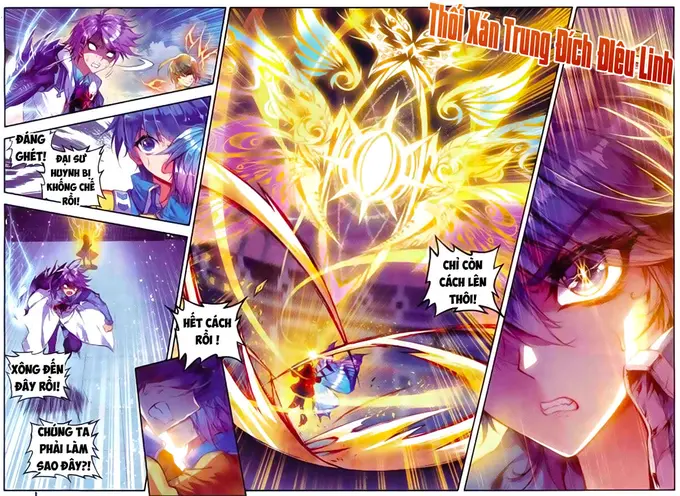 Thối Xán Trung Đích Điêu Linh
ĐÁNG
GHÉT!
ĐẠI SƯ
HUYNH BỊ
KHỐNG CHẾ
RỒI!
XÔNG ĐẾN
ĐÂY RỒI!
CHÚNG TA
PHẢI LÀM
SAO ĐÂY?!
HẾT CÁCH
RỒI !
CHỈ CÒN
CÁCH LÊN
THÔI!